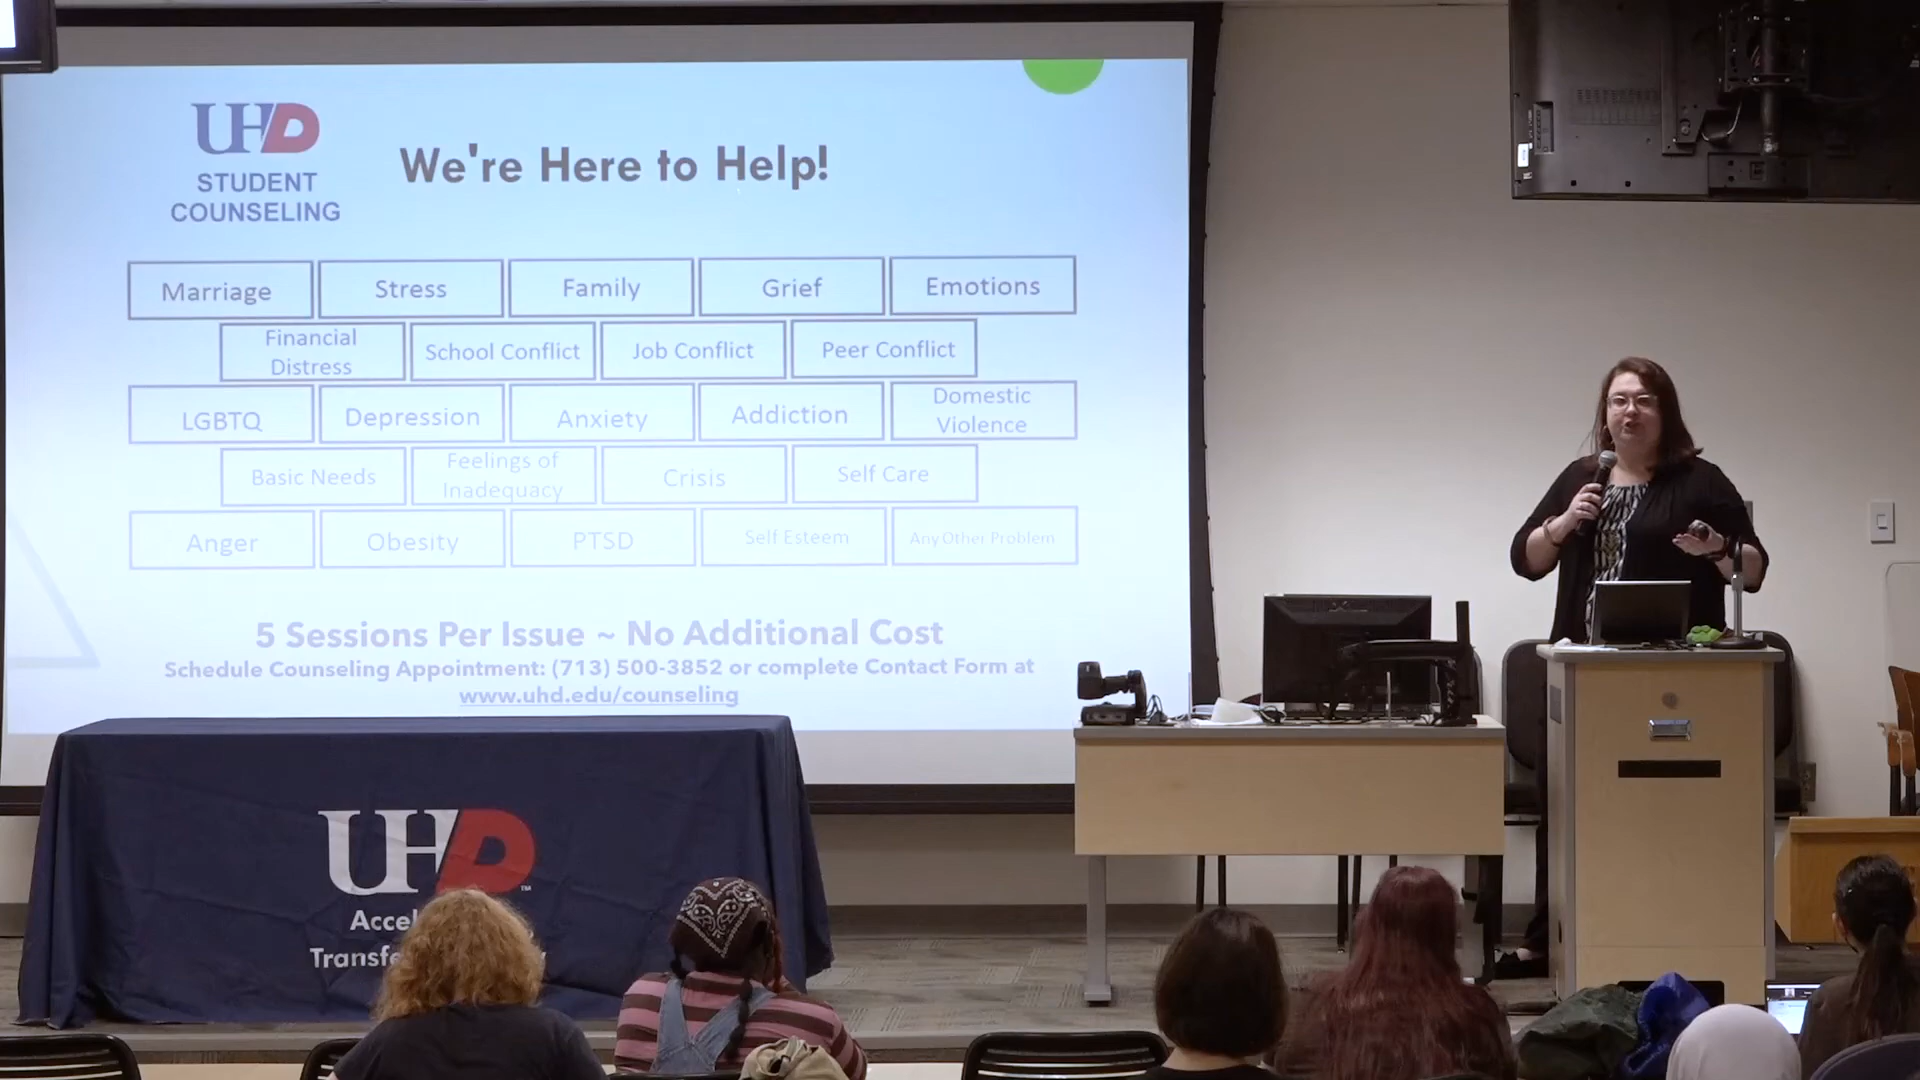 UHD
STUDENT
COUNSELING
We're Here to Help!
Marriage
Stress
Family
Grief
Emotions
Financial
Distress
School Conflict
Job Conflict
Peer Conflict
LGBTQ
Depression
Anxiety
Addiction
Domestic
Violence
Basic Needs
Feelings of
Inadequacy
Crisis
Self Care
Anger
Obesity
PTSD
Self Esteem
Any Other Problem
5 Sessions Per Issue ~ No Additional Cost
Schedule Counseling Appointment: (713) 500-3852 or complete Contact Form at
www.uhd.edu/counseling
UHD™